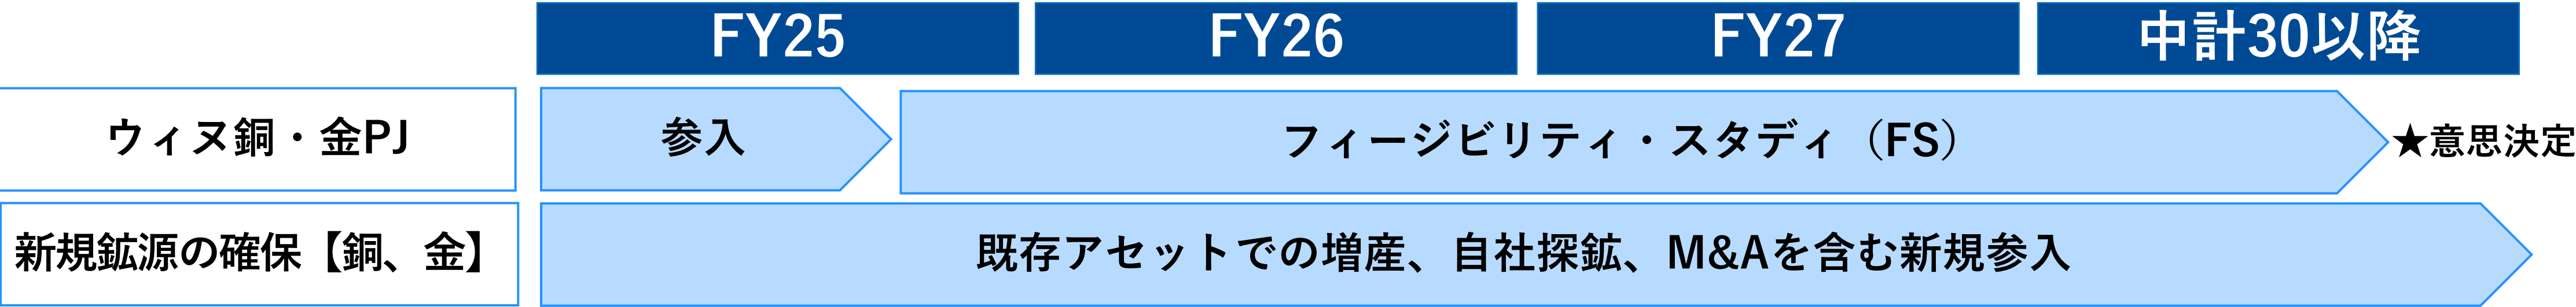 FY25
FY26
FY27
中計30以降
ウィヌ銅・金PJ
参入
フィージビリティ・スタディ（FS）
★意思決定
新規鉱源の確保【銅、金】
既存アセットでの増産、自社探鉱、M&Aを含む新規参入